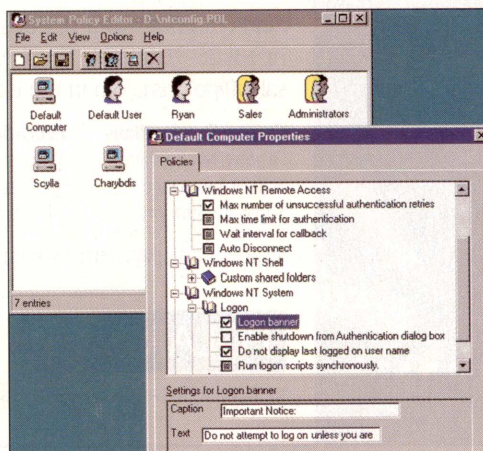 System Policy Editor - D:\ntconfig.POL
File Edit View Options Help
Default Computer
Default User
Ryan
Sales
Administrators
Scylla
Charybdis
7 entries
Default Computer Properties
Policies
Windows NT Remote Access
Max number of unsuccessful authentication retries
Max time limit for authentication
Wait interval for callback
Auto Disconnect
Windows NT Shell
Custom shared folders
Windows NT System
Logon
Logon banner
Enable shutdown from Authentication dialog box
Do not display last logged on user name
Run logon scripts synchronously.
Settings for Logon banner
Caption Important Notice:
Text Do not attempt to log on unless you are